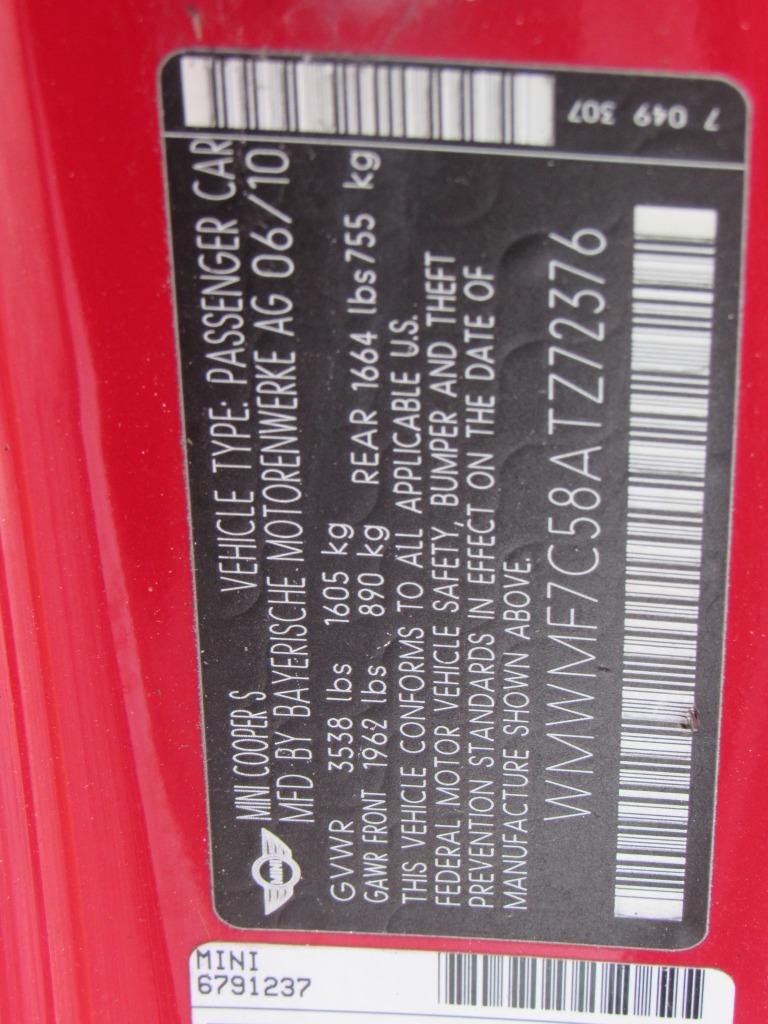 MINI COOPER S VEHICLE TYPE: PASSENGER CAR
MFD BY BAYERISCHE MOTORENWERKE AG 06/10
GVWR 3538 lbs 1605 kg
GAWR FRONT 1962 lbs 890 kg REAR 1664 lbs 755 kg
THIS VEHICLE CONFORMS TO ALL APPLICABLE U.S.
FEDERAL MOTOR VEHICLE SAFETY, BUMPER AND THEFT
PREVENTION STANDARDS IN EFFECT ON THE DATE OF
MANUFACTURE SHOWN ABOVE.
WMWMF7C58ATZ72376
7 049 307
MINI
MINI
6791237